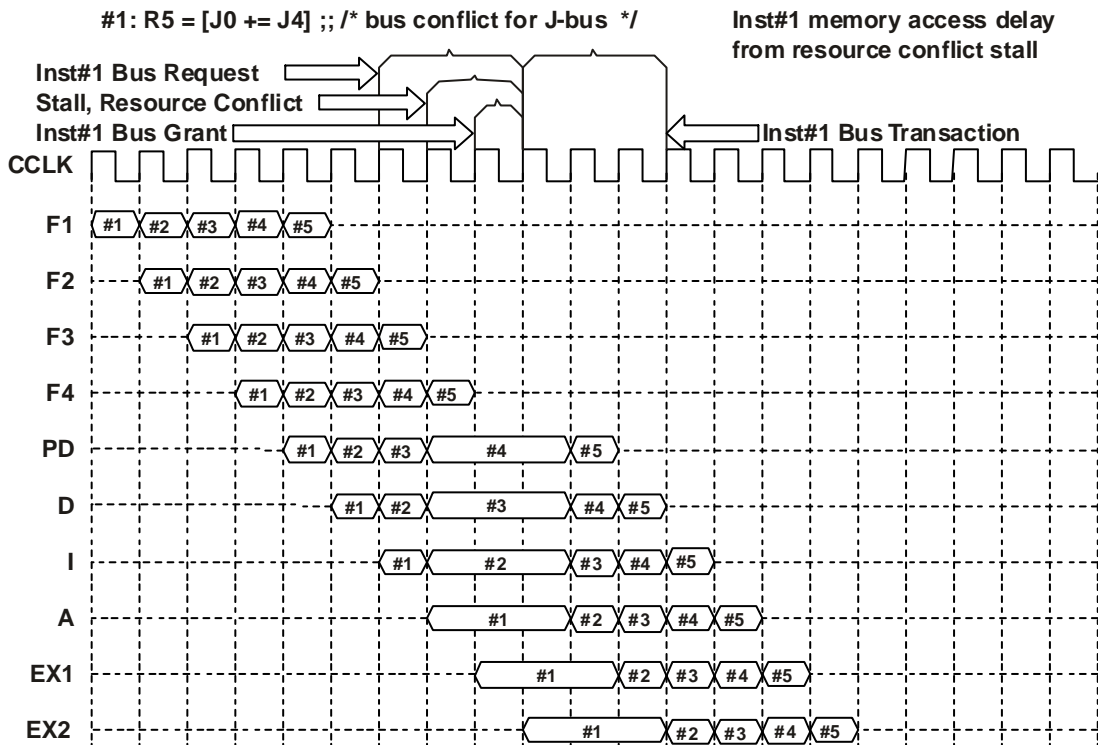 #1: R5 = [J0 += J4] ;; /* bus conflict for J-bus */
Inst#1 memory access delay
from resource conflict stall
Inst#1 Bus Request
Stall, Resource Conflict
Inst#1 Bus Grant
Inst#1 Bus Transaction
CCLK
F1 #1 #2 #3 #4 #5
F2 #1 #2 #3 #4 #5
F3 #1 #2 #3 #4 #5
F4 #1 #2 #3 #4 #5
PD #1 #2 #3 #4 #5
D #1 #2 #3 #4 #5
I #1 #2 #3 #4 #5
A #1 #2 #3 #4 #5
EX1 #1 #2 #3 #4 #5
EX2 #1 #2 #3 #4 #5